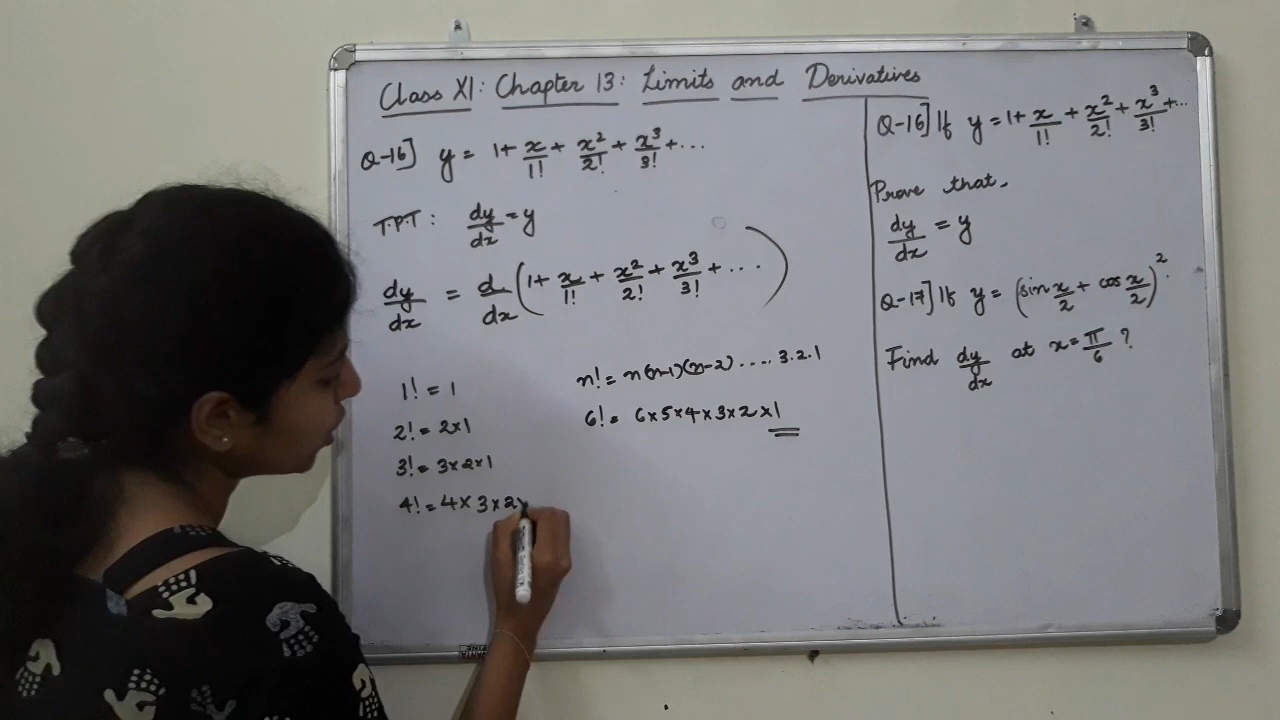 Class XI: Chapter 13: Limits and Derivatives
Q-16] y = 1 + x/1! + x²/2! + x³/3! + ...
T.P.T: dy/dx = y
dy/dx = d/dx (1 + x/1! + x²/2! + x³/3! + ....)
1! = 1
2! = 2×1
3! = 3×2×1
4! = 4×3×2×
n! = n(n-1)(n-2) .... 3.2.1
6! = 6×5×4×3×2×1
Q-16] If y = 1 + x/1! + x²/2! + x³/3! + ...
Prove that.
dy/dx = y
Q-17] If y = (sin x/2 + cos x/2)².
Find dy/dx at x = π/6 ?